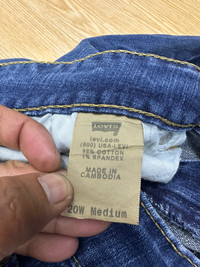 levi.com
(800) USA-LEVI
99% COTTON
1% SPANDEX
MADE IN
CAMBODIA
20W Medium